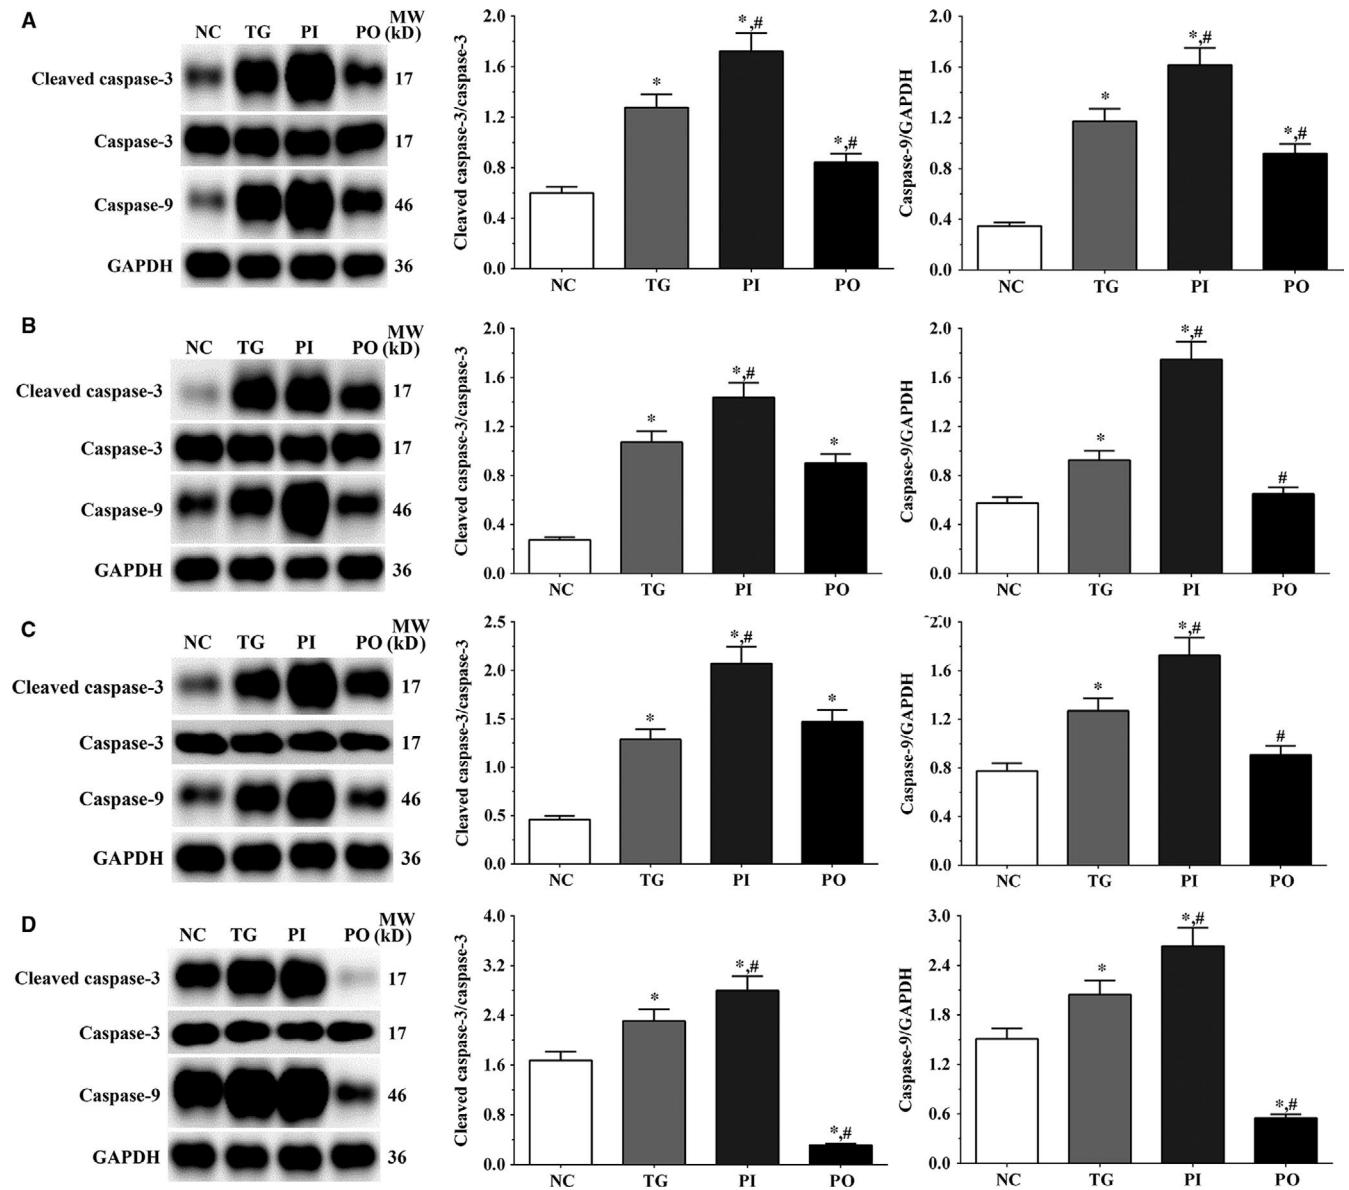 A
MW
NC TG PI PO (kD)
Cleaved caspase-3 17
Caspase-3 17
Caspase-9 46
GAPDH 36
Cleaved caspase-3/caspase-3
2.0
1.6
1.2
0.8
0.4
0.0
*
*,#
*,#
NC TG PI PO
Caspase-9/GAPDH
2.0
1.6
1.2
0.8
0.4
0.0
*
*,#
*,#
NC TG PI PO
B
MW
NC TG PI PO (kD)
Cleaved caspase-3 17
Caspase-3 17
Caspase-9 46
GAPDH 36
Cleaved caspase-3/caspase-3
2.0
1.6
1.2
0.8
0.4
0.0
*
*,#
*
NC TG PI PO
Caspase-9/GAPDH
2.0
1.6
1.2
0.8
0.4
0.0
*
*,#
#
NC TG PI PO
C
MW
NC TG PI PO (kD)
Cleaved caspase-3 17
Caspase-3 17
Caspase-9 46
GAPDH 36
Cleaved caspase-3/caspase-3
2.5
2.0
1.5
1.0
0.5
0.0
*
*,#
*
NC TG PI PO
Caspase-9/GAPDH
2.0
1.6
1.2
0.8
0.4
0.0
*
*,#
#
NC TG PI PO
D
MW
NC TG PI PO (kD)
Cleaved caspase-3 17
Caspase-3 17
Caspase-9 46
GAPDH 36
Cleaved caspase-3/caspase-3
4.0
3.2
2.4
1.6
0.8
0.0
*
*,#
*,#
NC TG PI PO
Caspase-9/GAPDH
3.0
2.4
1.8
1.2
0.6
0.0
*
*,#
*,#
NC TG PI PO